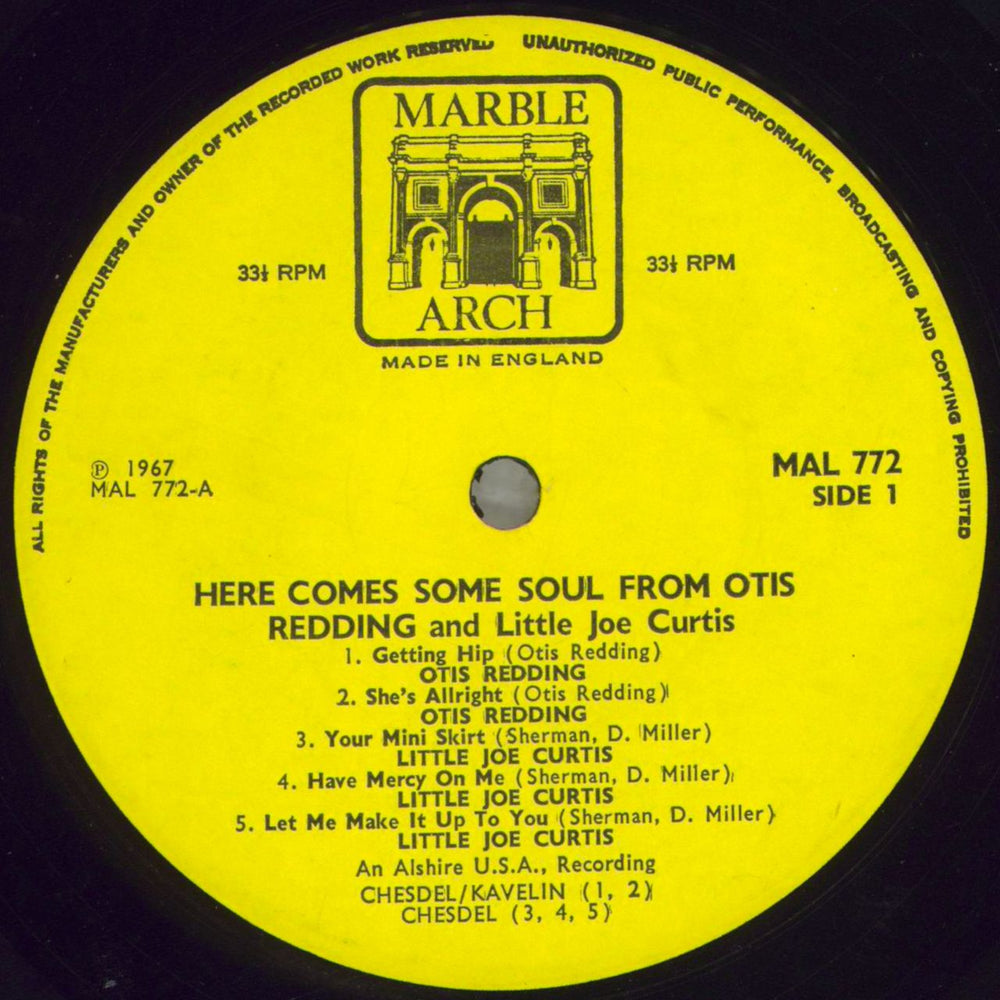 ALL RIGHTS OF THE MANUFACTURERS AND OWNER OF THE RECORDED WORK RESERVED UNAUTHORIZED PUBLIC PERFORMANCE, BROADCASTING AND COPYING PROHIBITED
MARBLE
ARCH
33⅓ RPM
33⅓ RPM
MADE IN ENGLAND
℗ 1967
MAL 772-A
MAL 772
SIDE 1
HERE COMES SOME SOUL FROM OTIS
REDDING and Little Joe Curtis
1. Getting Hip (Otis Redding)
OTIS REDDING
2. She's Allright (Otis Redding)
OTIS REDDING
3. Your Mini Skirt (Sherman, D. Miller)
LITTLE JOE CURTIS
4. Have Mercy On Me (Sherman, D. Miller)
LITTLE JOE CURTIS
5. Let Me Make It Up To You (Sherman, D. Miller)
LITTLE JOE CURTIS
An Alshire U.S.A., Recording
CHESDEL/KAVELIN (1, 2)
CHESDEL (3, 4, 5)